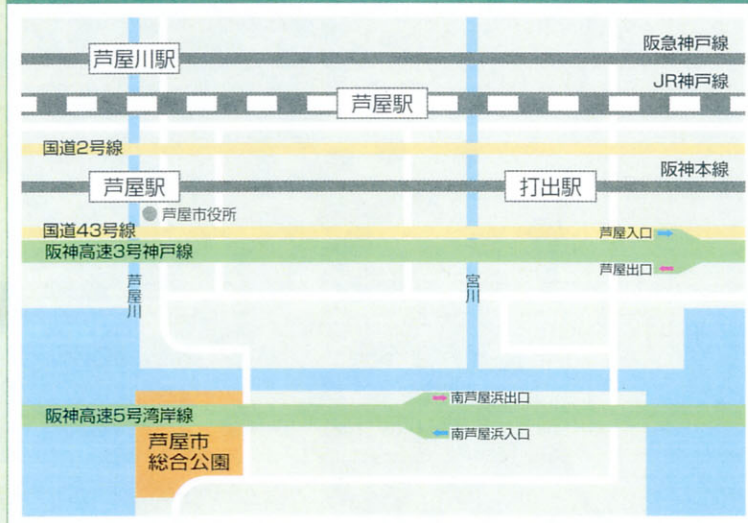 阪急神戸線
芦屋川駅
JR神戸線
芦屋駅
国道2号線
阪神本線
芦屋駅
打出駅
芦屋市役所
国道43号線
芦屋入口
阪神高速3号神戸線
芦屋出口
芦屋川
宮川
南芦屋浜出口
阪神高速5号湾岸線
南芦屋浜入口
芦屋市
総合公園